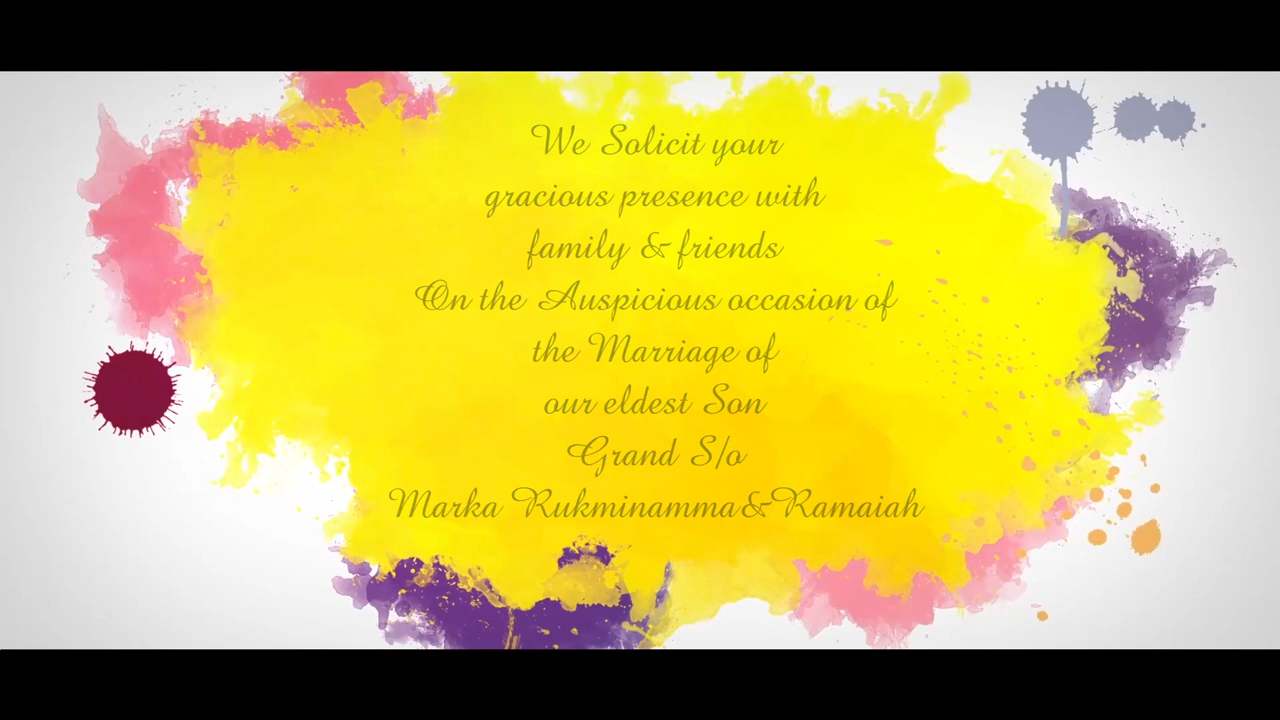 We Solicit your
gracious presence with
family & friends
On the Auspicious occasion of
the Marriage of
our eldest Son
Grand S/o
Marka Rukminamma&Ramaiah